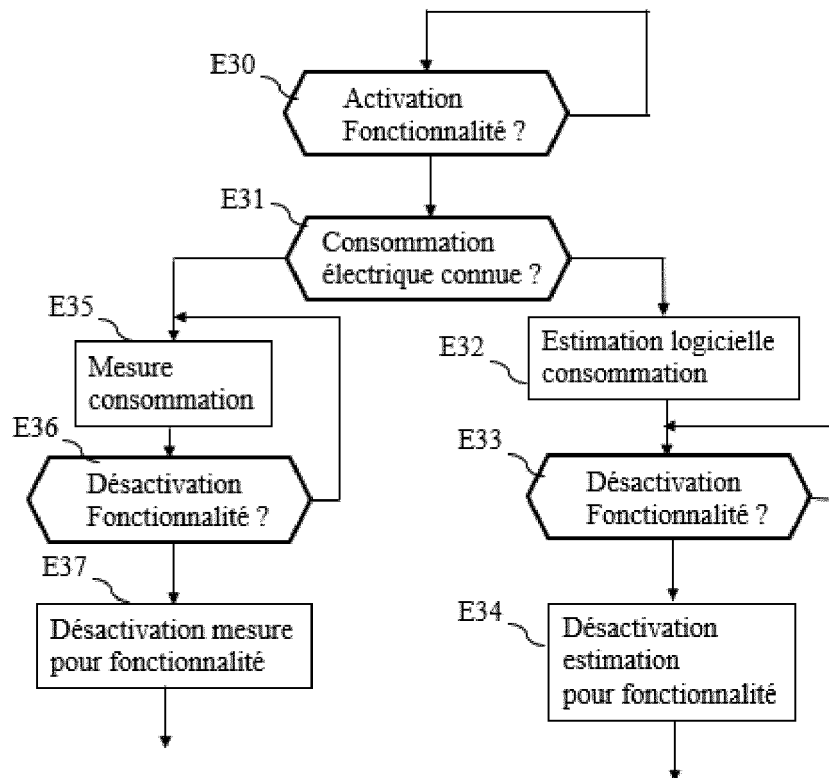 E30
Activation
Fonctionnalité ?
E31
Consommation
électrique connue ?
E35
Mesure
consommation
E32
Estimation logicielle
consommation
E36
Désactivation
Fonctionnalité ?
E33
Désactivation
Fonctionnalité ?
E37
Désactivation mesure
pour fonctionnalité
E34
Désactivation
estimation
pour fonctionnalité